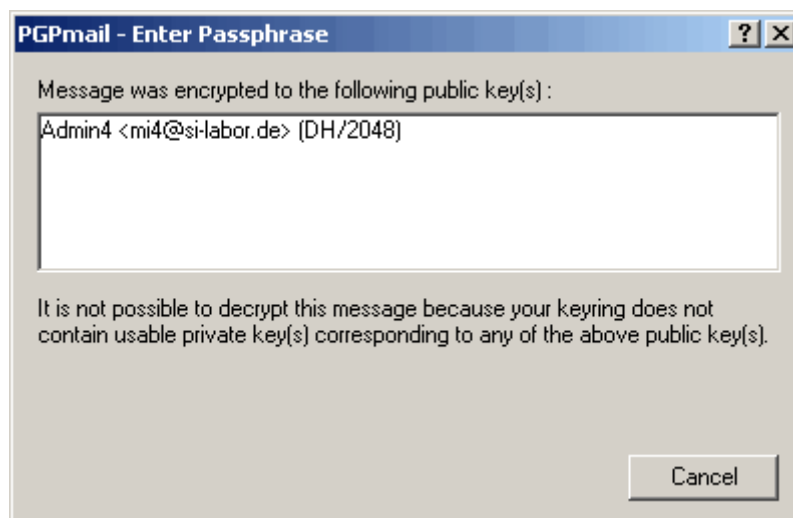 PGPmail - Enter Passphrase
Message was encrypted to the following public key(s) :
Admin4 <mi4@si-labor.de> (DH/2048)
It is not possible to decrypt this message because your keyring does not
contain usable private key(s) corresponding to any of the above public key(s).
Cancel